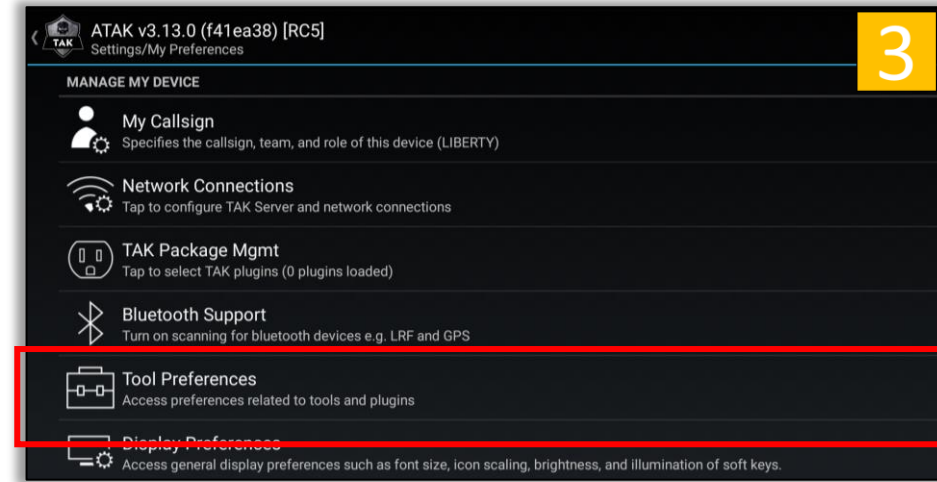 ATAK v3.13.0 (f41ea38) [RC5]
TAK
Settings/My Preferences
3
MANAGE MY DEVICE
My Callsign
Specifies the callsign, team, and role of this device (LIBERTY)
Network Connections
Tap to configure TAK Server and network connections
TAK Package Mgmt
Tap to select TAK plugins (0 plugins loaded)
Bluetooth Support
Turn on scanning for bluetooth devices e.g. LRF and GPS
Tool Preferences
Access preferences related to tools and plugins
Display Preferences
Access general display preferences such as font size, icon scaling, brightness, and illumination of soft keys.